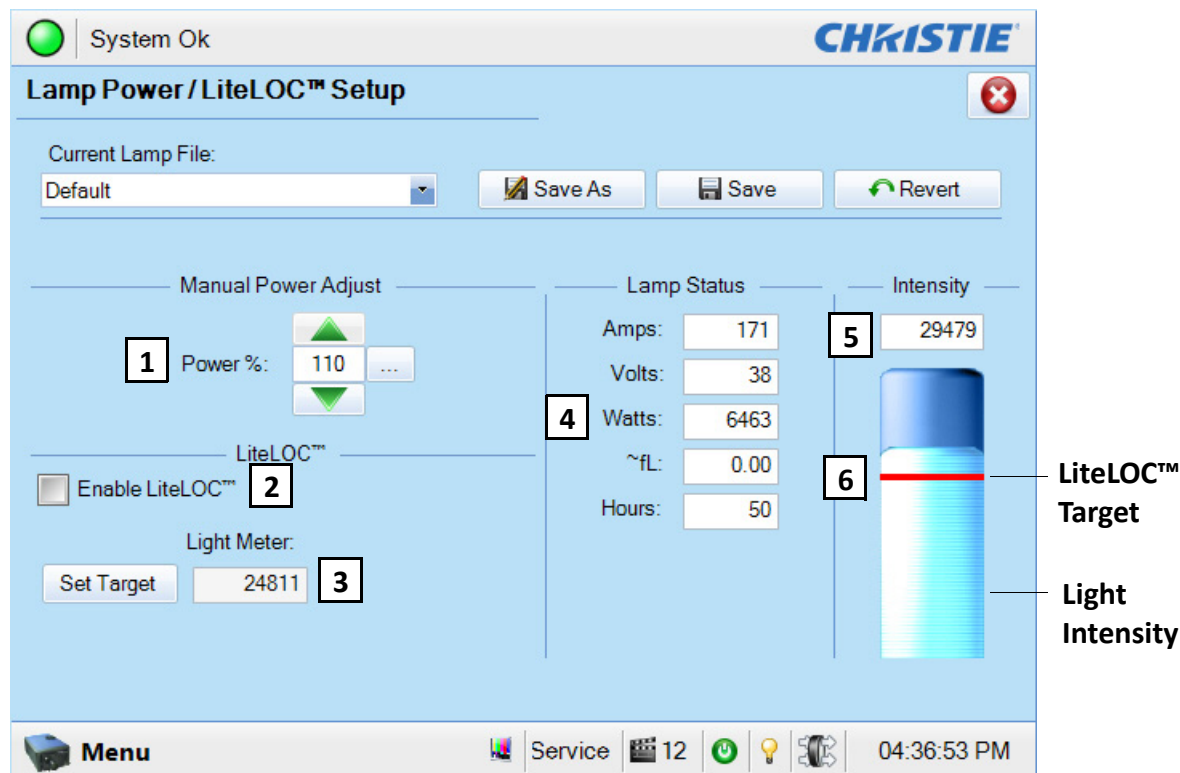 System Ok
CHRISTIE
Lamp Power / LiteLOC™ Setup
Current Lamp File:
Default
Save As
Save
Revert
Manual Power Adjust
1
Power %:
110
...
LiteLOC™
Enable LiteLOC™
2
Light Meter:
Set Target
24811
3
Lamp Status
Amps:
171
Volts:
38
4
Watts:
6463
~fL:
0.00
Hours:
50
Intensity
5
29479
6
LiteLOC™
Target
Light
Intensity
Menu
Service
12
04:36:53 PM